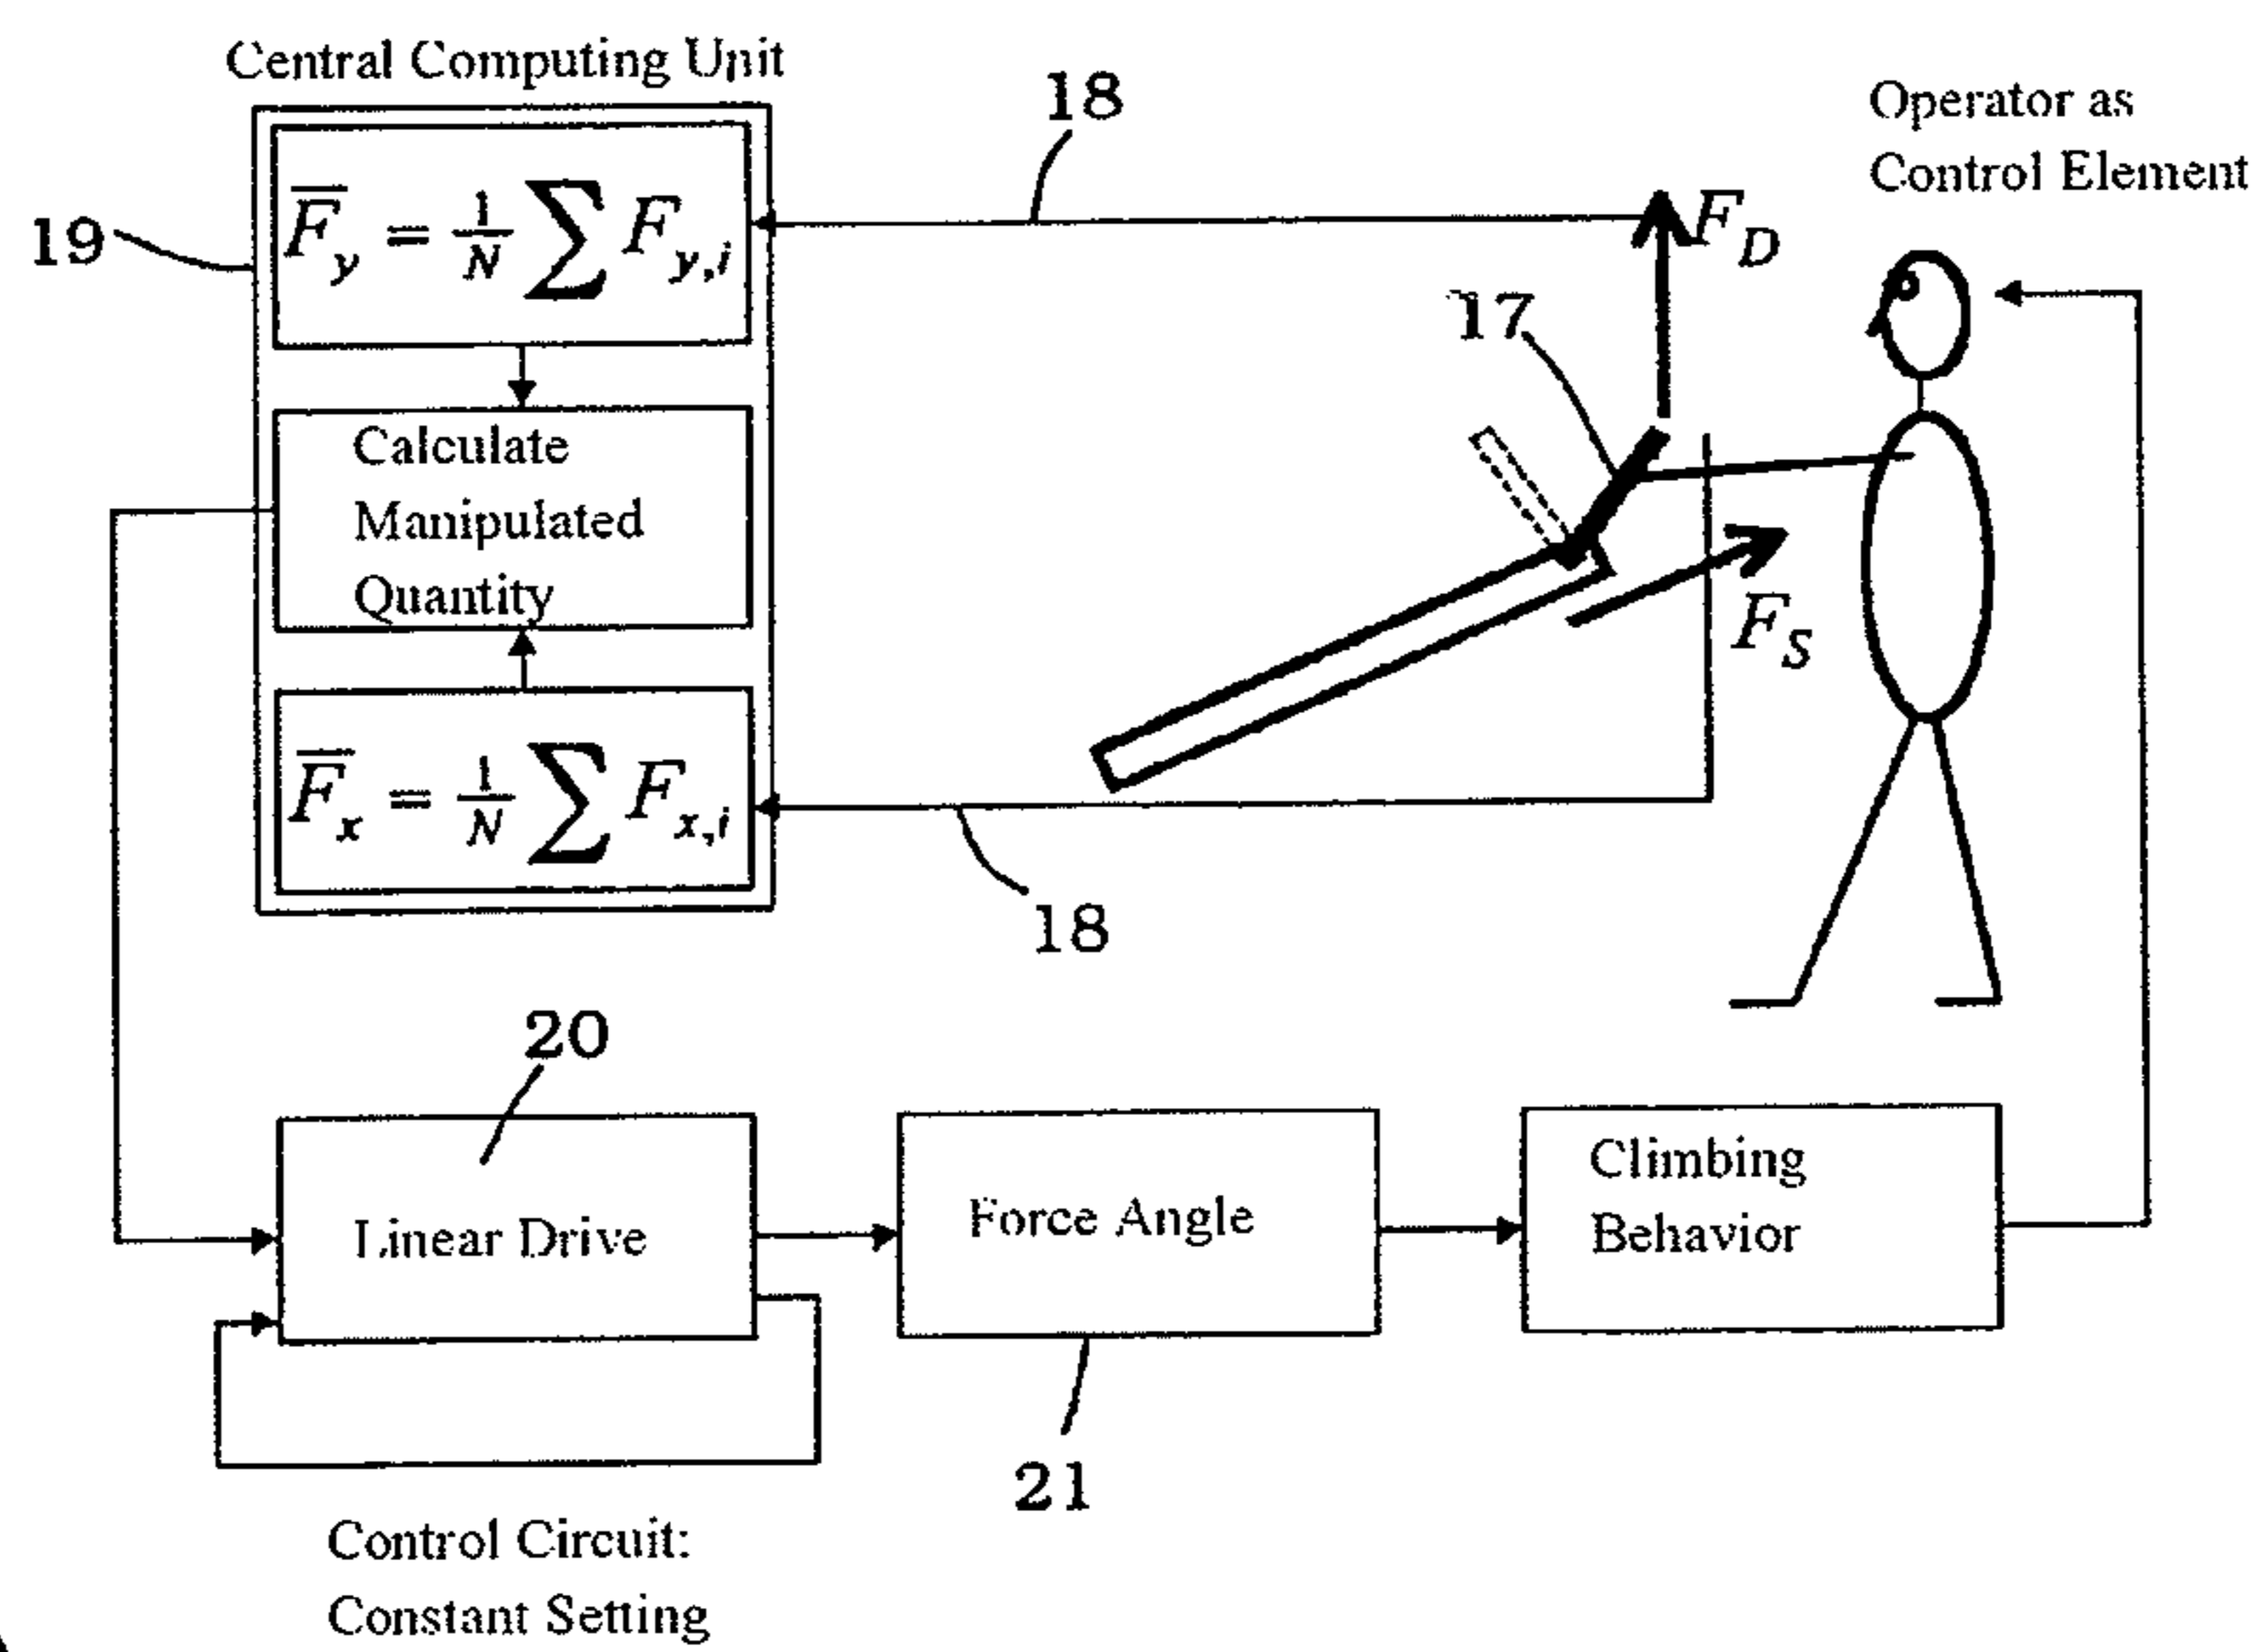 Central Computing Unit
18
Operator as
Control Element
19
F̅y = 1/N ∑ Fy,i
FD
17
Calculate
Manipulated
Quantity
FS
F̅x = 1/N ∑ Fx,i
18
20
Linear Drive
Force Angle
Climbing
Behavior
21
Control Circuit:
Constant Setting